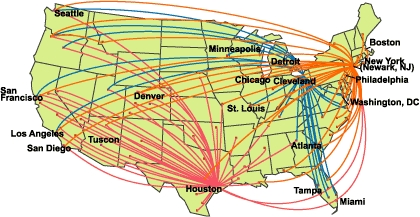 Seattle
Boston
Minneapolis
Detroit
New York
(Newark, NJ)
Chicago
Cleveland
Philadelphia
San
Francisco
Denver
Washington, DC
St. Louis
Los Angeles
Tuscon
Atlanta
San Diego
Houston
Tampa
Miami